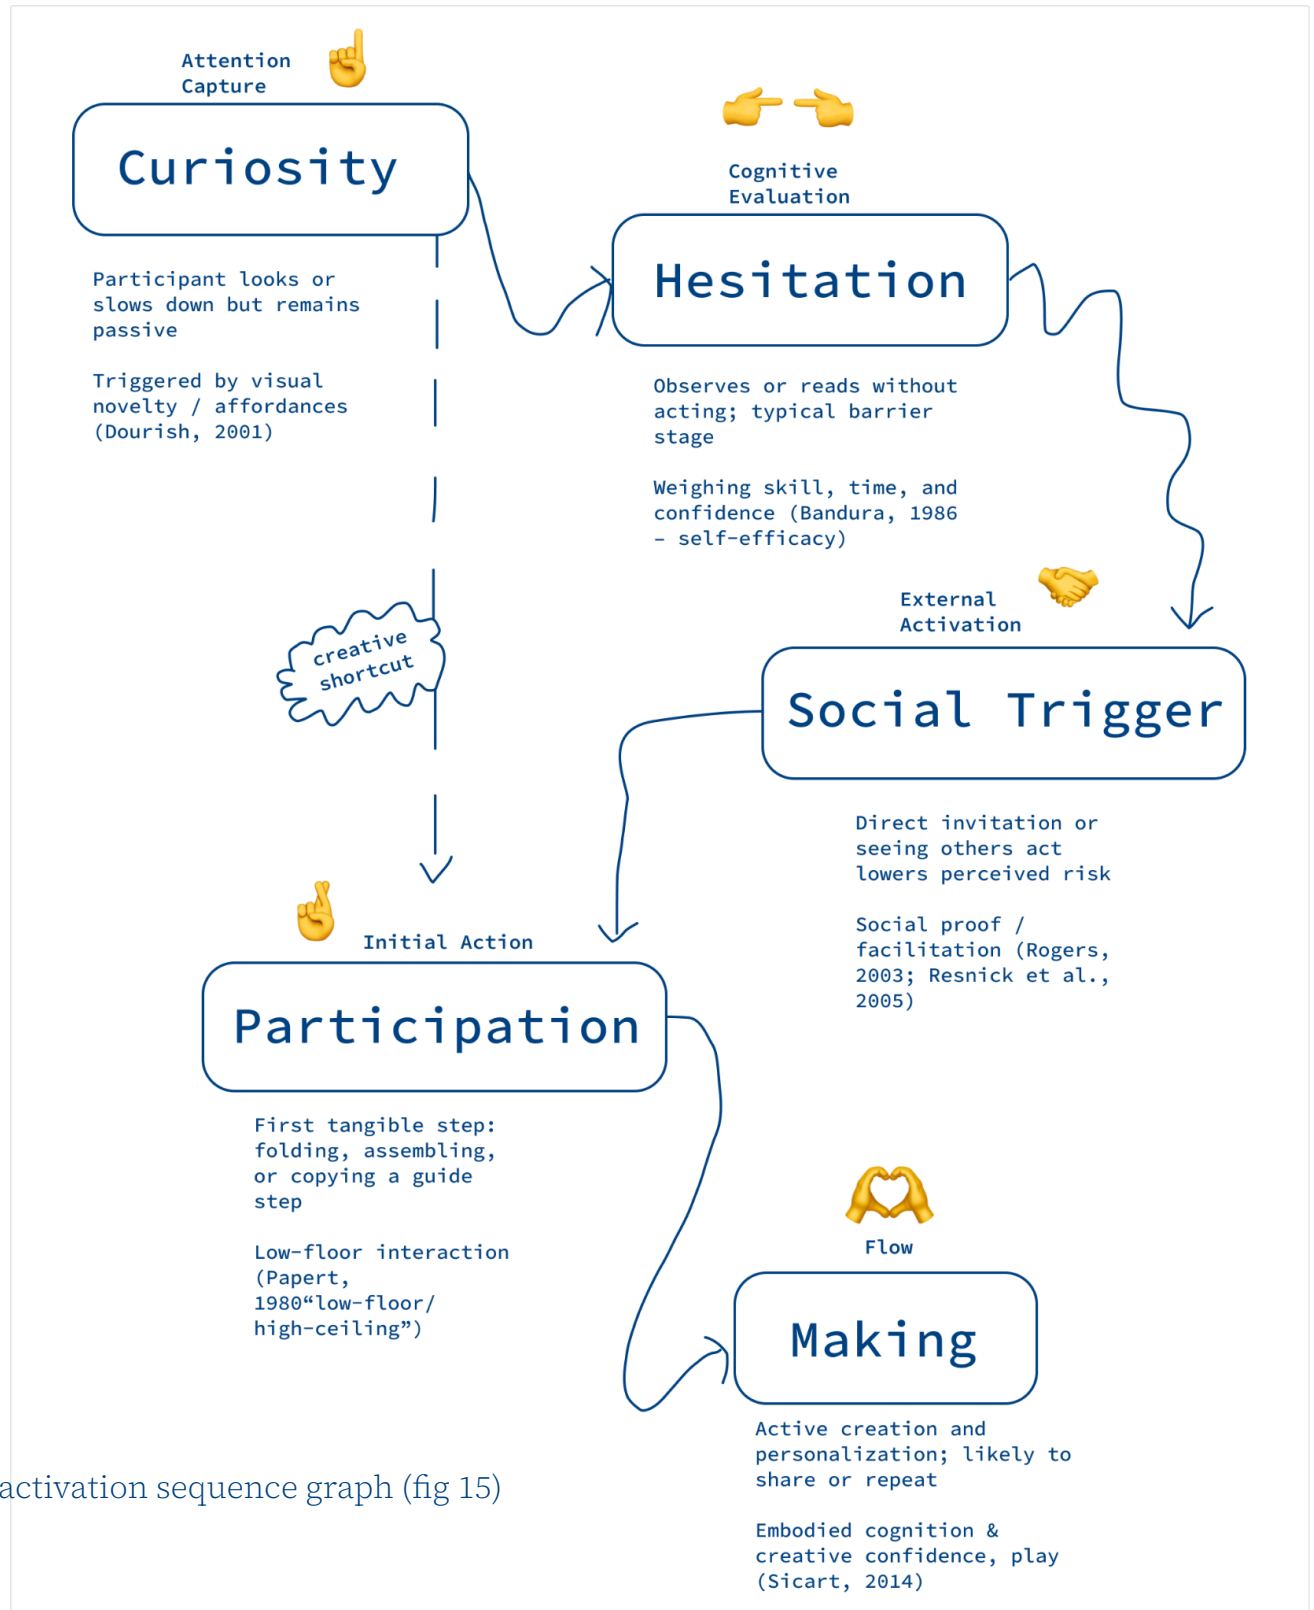 Attention
Capture
Curiosity
Participant looks or
slows down but remains
passive
Triggered by visual
novelty / affordances
(Dourish, 2001)
Cognitive
Evaluation
Hesitation
Observes or reads without
acting; typical barrier
stage
Weighing skill, time, and
confidence (Bandura, 1986
– self-efficacy)
creative
shortcut
External
Activation
Social Trigger
Direct invitation or
seeing others act
lowers perceived risk
Social proof /
facilitation (Rogers,
2003; Resnick et al.,
2005)
Initial Action
Participation
First tangible step:
folding, assembling,
or copying a guide
step
Low-floor interaction
(Papert,
1980“low-floor/
high-ceiling”)
Flow
Making
Active creation and
personalization; likely to
share or repeat
Embodied cognition &
creative confidence, play
(Sicart, 2014)
activation sequence graph (fig 15)